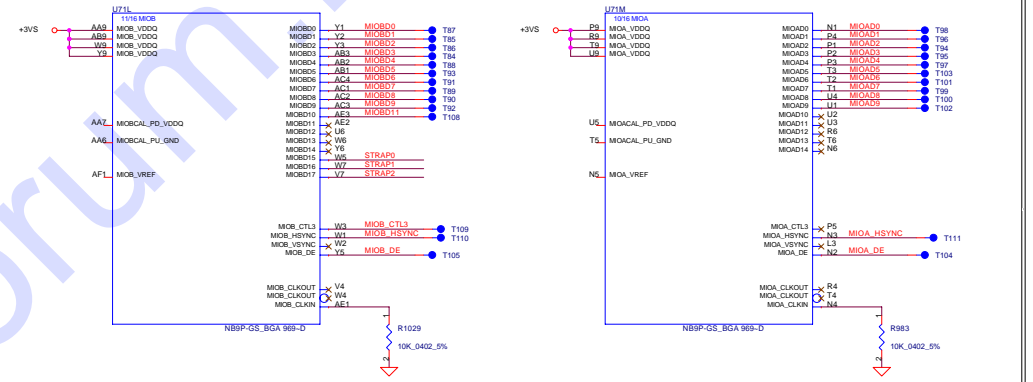 U71L
11/16 MIOB
+3VS
AA9 MIOB_VDDQ
AB9 MIOB_VDDQ
W9 MIOB_VDDQ
Y9 MIOB_VDDQ
AA7 MIOBCAL_PD_VDDQ
AA6 MIOBCAL_PU_GND
AF1 MIOB_VREF
MIOBD0 Y1 MIOBD0 T87
MIOBD1 Y2 MIOBD1 T85
MIOBD2 Y3 MIOBD2 T86
MIOBD3 AB3 MIOBD3 T84
MIOBD4 AB2 MIOBD4 T88
MIOBD5 AB1 MIOBD5 T93
MIOBD6 AC4 MIOBD6 T91
MIOBD7 AC1 MIOBD7 T89
MIOBD8 AC2 MIOBD8 T90
MIOBD9 AC3 MIOBD9 T92
MIOBD10 AE3 MIOBD11 T108
MIOBD11 AE2
MIOBD12 U6
MIOBD13 W6
MIOBD14 Y6
MIOBD15 W5 STRAP0
MIOBD16 W7 STRAP1
MIOBD17 V7 STRAP2
MIOB_CTL3 W3 MIOB_CTL3 T109
MIOB_HSYNC W1 MIOB_HSYNC T110
MIOB_VSYNC W2
MIOB_DE Y5 MIOB_DE T105
MIOB_CLKOUT V4
MIOB_CLKOUT W4
MIOB_CLKIN AE1
NB9P-GS_BGA 969~D
1
R1029
10K_0402_5%
2
U71M
10/16 MIOA
+3VS
P9 MIOA_VDDQ
R9 MIOA_VDDQ
T9 MIOA_VDDQ
U9 MIOA_VDDQ
U5 MIOACAL_PD_VDDQ
T5 MIOACAL_PU_GND
N5 MIOA_VREF
MIOAD0 N1 MIOAD0 T98
MIOAD1 P4 MIOAD1 T96
MIOAD2 P1 MIOAD2 T94
MIOAD3 P2 MIOAD3 T95
MIOAD4 P3 MIOAD4 T97
MIOAD5 T3 MIOAD5 T103
MIOAD6 T2 MIOAD6 T101
MIOAD7 T1 MIOAD7 T99
MIOAD8 U4 MIOAD8 T100
MIOAD9 U1 MIOAD9 T102
MIOAD10 U2
MIOAD11 U3
MIOAD12 R6
MIOAD13 T6
MIOAD14 N6
MIOA_CTL3 P5
MIOA_HSYNC N3 MIOA_HSYNC T111
MIOA_VSYNC L3
MIOA_DE N2 MIOA_DE T104
MIOA_CLKOUT R4
MIOA_CLKOUT T4
MIOA_CLKIN N4
NB9P-GS_BGA 969~D
1
R983
10K_0402_5%
2